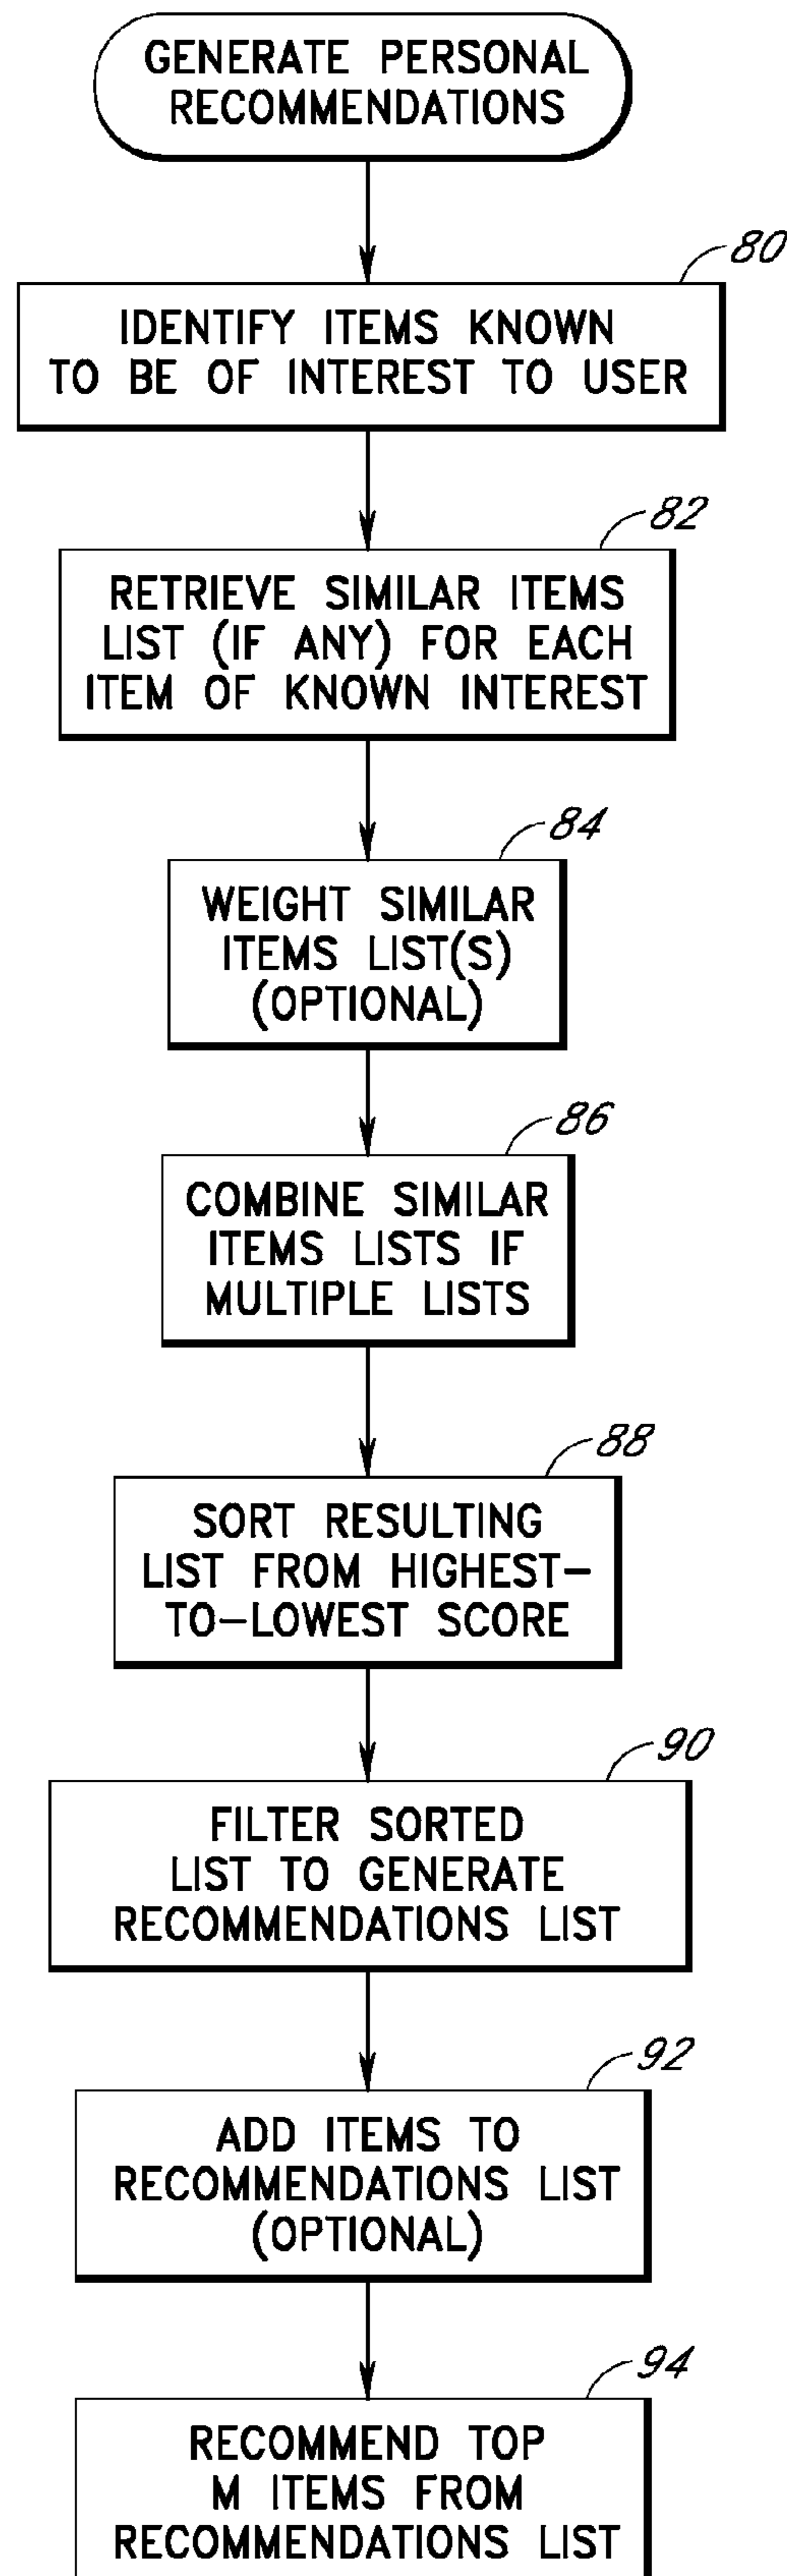 GENERATE PERSONAL
RECOMMENDATIONS
80
IDENTIFY ITEMS KNOWN
TO BE OF INTEREST TO USER
82
RETRIEVE SIMILAR ITEMS
LIST (IF ANY) FOR EACH
ITEM OF KNOWN INTEREST
84
WEIGHT SIMILAR
ITEMS LIST(S)
(OPTIONAL)
86
COMBINE SIMILAR
ITEMS LISTS IF
MULTIPLE LISTS
88
SORT RESULTING
LIST FROM HIGHEST-
TO-LOWEST SCORE
90
FILTER SORTED
LIST TO GENERATE
RECOMMENDATIONS LIST
92
ADD ITEMS TO
RECOMMENDATIONS LIST
(OPTIONAL)
94
RECOMMEND TOP
M ITEMS FROM
RECOMMENDATIONS LIST